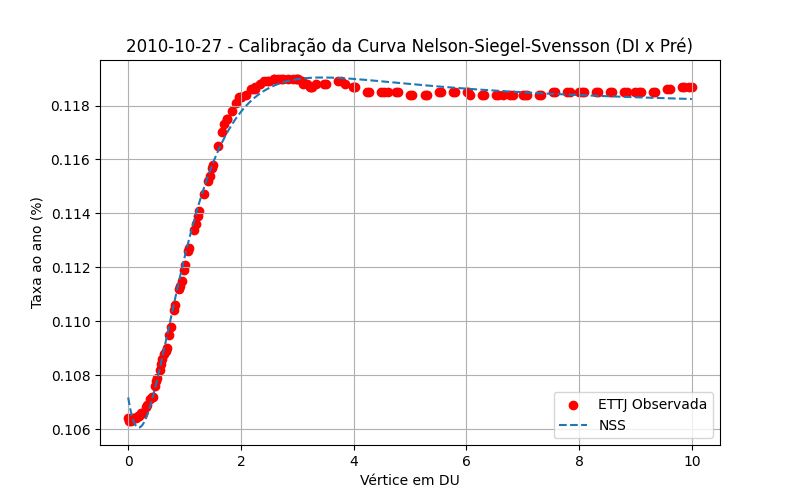 2010-10-27 - Calibração da Curva Nelson-Siegel-Svensson (DI x Pré)
Taxa ao ano (%)
0.118
0.116
0.114
0.112
0.110
0.108
0.106
ETTJ Observada
NSS
0
2
4
6
8
10
Vértice em DU